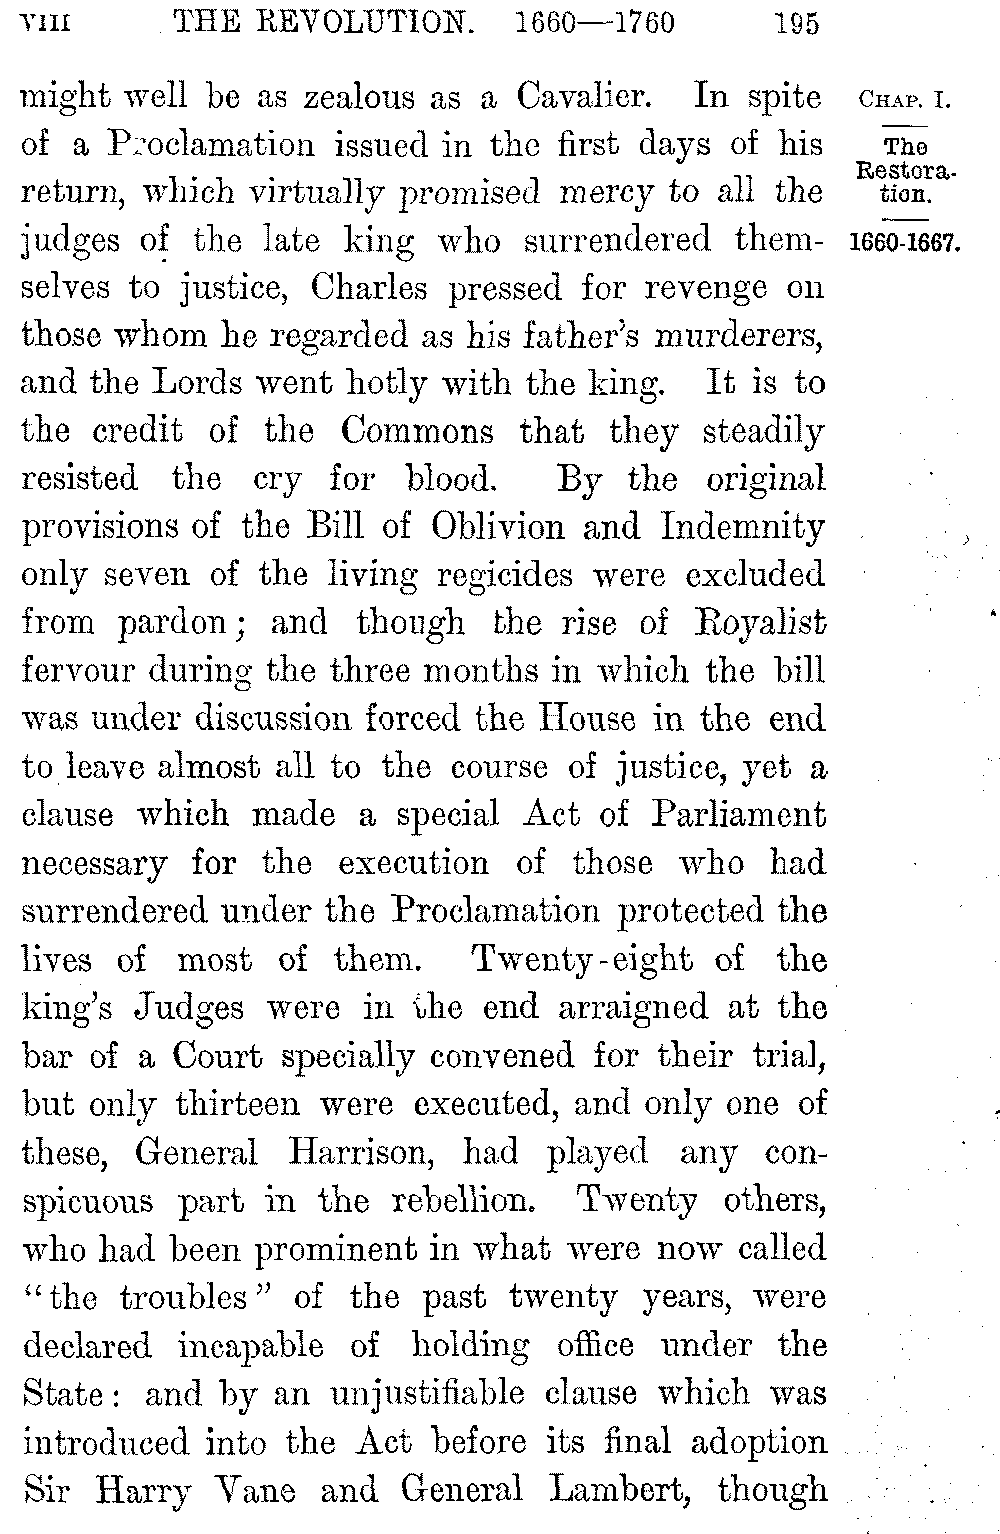 VIII THE REVOLUTION. 1660—1760 195
might well be as zealous as a Cavalier. In spite
of a Proclamation issued in the first days of his
return, which virtually promised mercy to all the
judges of the late king who surrendered them-
selves to justice, Charles pressed for revenge on
those whom he regarded as his father's murderers,
and the Lords went hotly with the king. It is to
the credit of the Commons that they steadily
resisted the cry for blood. By the original
provisions of the Bill of Oblivion and Indemnity
only seven of the living regicides were excluded
from pardon; and though the rise of Royalist
fervour during the three months in which the bill
was under discussion forced the House in the end
to leave almost all to the course of justice, yet a
clause which made a special Act of Parliament
necessary for the execution of those who had
surrendered under the Proclamation protected the
lives of most of them. Twenty-eight of the
king's Judges were in the end arraigned at the
bar of a Court specially convened for their trial,
but only thirteen were executed, and only one of
these, General Harrison, had played any con-
spicuous part in the rebellion. Twenty others,
who had been prominent in what were now called
"the troubles" of the past twenty years, were
declared incapable of holding office under the
State: and by an unjustifiable clause which was
introduced into the Act before its final adoption
Sir Harry Vane and General Lambert, though
CHAP. I.
The
Restora-
tion.
1660-1667.